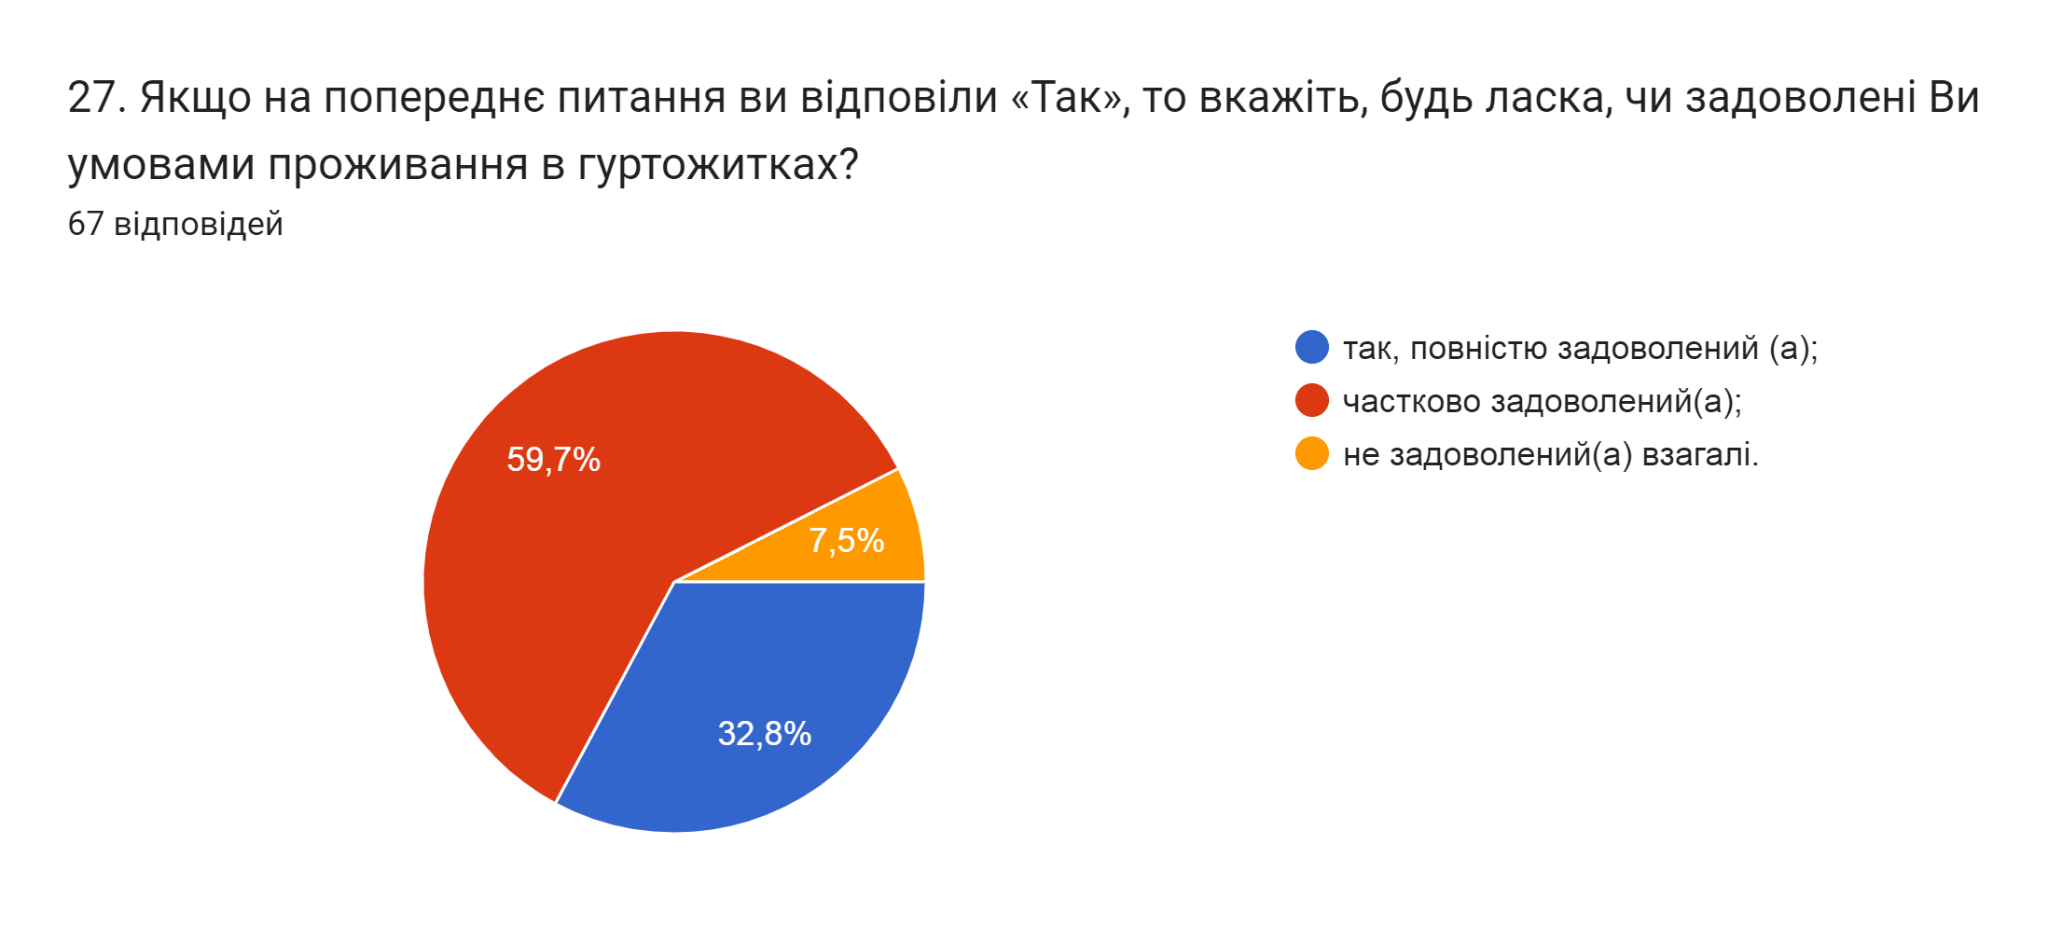 27. Якщо на попереднє питання ви відповіли «Так», то вкажіть, будь ласка, чи задоволені Ви
умовами проживання в гуртожитках?
67 відповідей
так, повністю задоволений (а);
частково задоволений(а);
не задоволений(а) взагалі.
59,7%
7,5%
32,8%